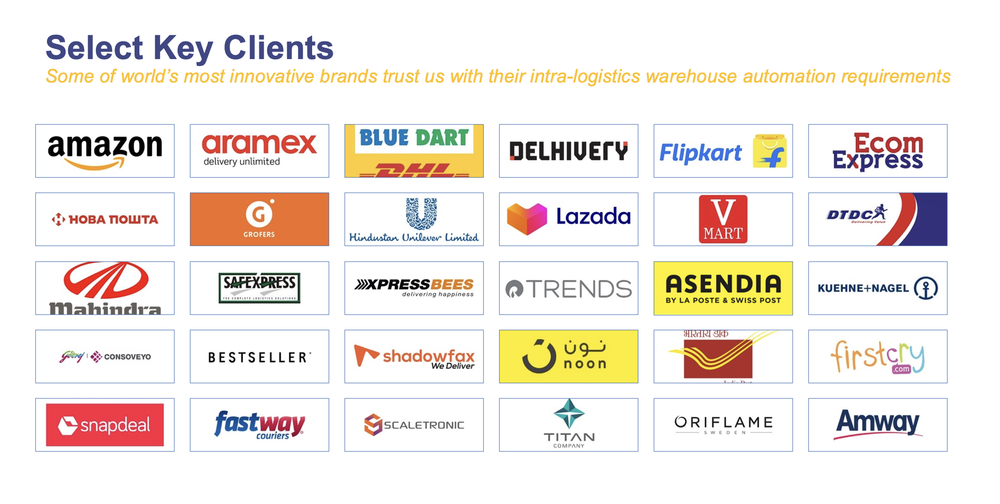 Select Key Clients
Some of world's most innovative brands trust us with their intra-logistics warehouse automation requirements
amazon
aramex
delivery unlimited
BLUE DART
DHL
DELHIVERY
Flipkart
f
Ecom
Express
НОВА ПОШТА
G
GROFERS
Hindustan Unilever Limited
Lazada
V
MART
DTDC
Delivering Value
Mahindra
SAFEXPRESS
THE COMPLETE LOGISTICS SOLUTIONS
XPRESSBEES
delivering happiness
TRENDS
ASENDIA
BY LA POSTE & SWISS POST
KUEHNE+NAGEL
Godrej | CONSOVEYO
BESTSELLER
shadowfax
We Deliver
نون
noon
भारतीय डाक
India Post
firstcry
.com
snapdeal
fastway
couriers
SCALETRONIC
TITAN
COMPANY
ORIFLAME
SWEDEN
Amway